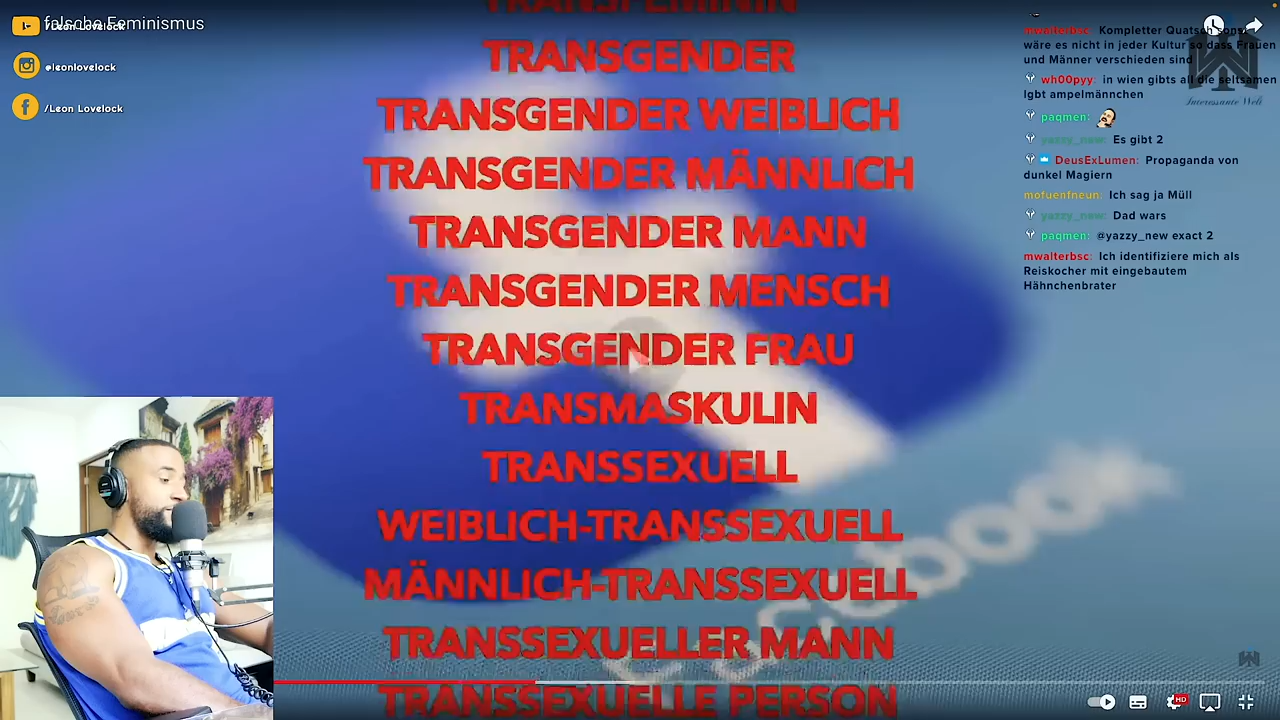 falsche Feminismus
/Leon Lovelock
@leonlovelock
/Leon Lovelock
TRANSFEMININ
TRANSGENDER
TRANSGENDER WEIBLICH
TRANSGENDER MÄNNLICH
TRANSGENDER MANN
TRANSGENDER MENSCH
TRANSGENDER FRAU
TRANSMASKULIN
TRANSSEXUELL
WEIBLICH-TRANSSEXUELL
MÄNNLICH-TRANSSEXUELL
TRANSSEXUELLER MANN
TRANSSEXUELLE PERSON
facebook
mwalterbsc: Kompletter Quatsch sonst
wäre es nicht in jeder Kultur so dass Frauen
und Männer verschieden sind
wh00pyy: in wien gibts all die seltsamen
lgbt ampelmännchen
paqmen:
yazzy_new: Es gibt 2
DeusExLumen: Propaganda von
dunkel Magiern
mofuenfneun: Ich sag ja Müll
yazzy_new: Dad wars
paqmen: @yazzy_new exact 2
mwalterbsc: Ich identifiziere mich als
Reiskocher mit eingebautem
Hähnchenbrater
Interessante Welt
HD